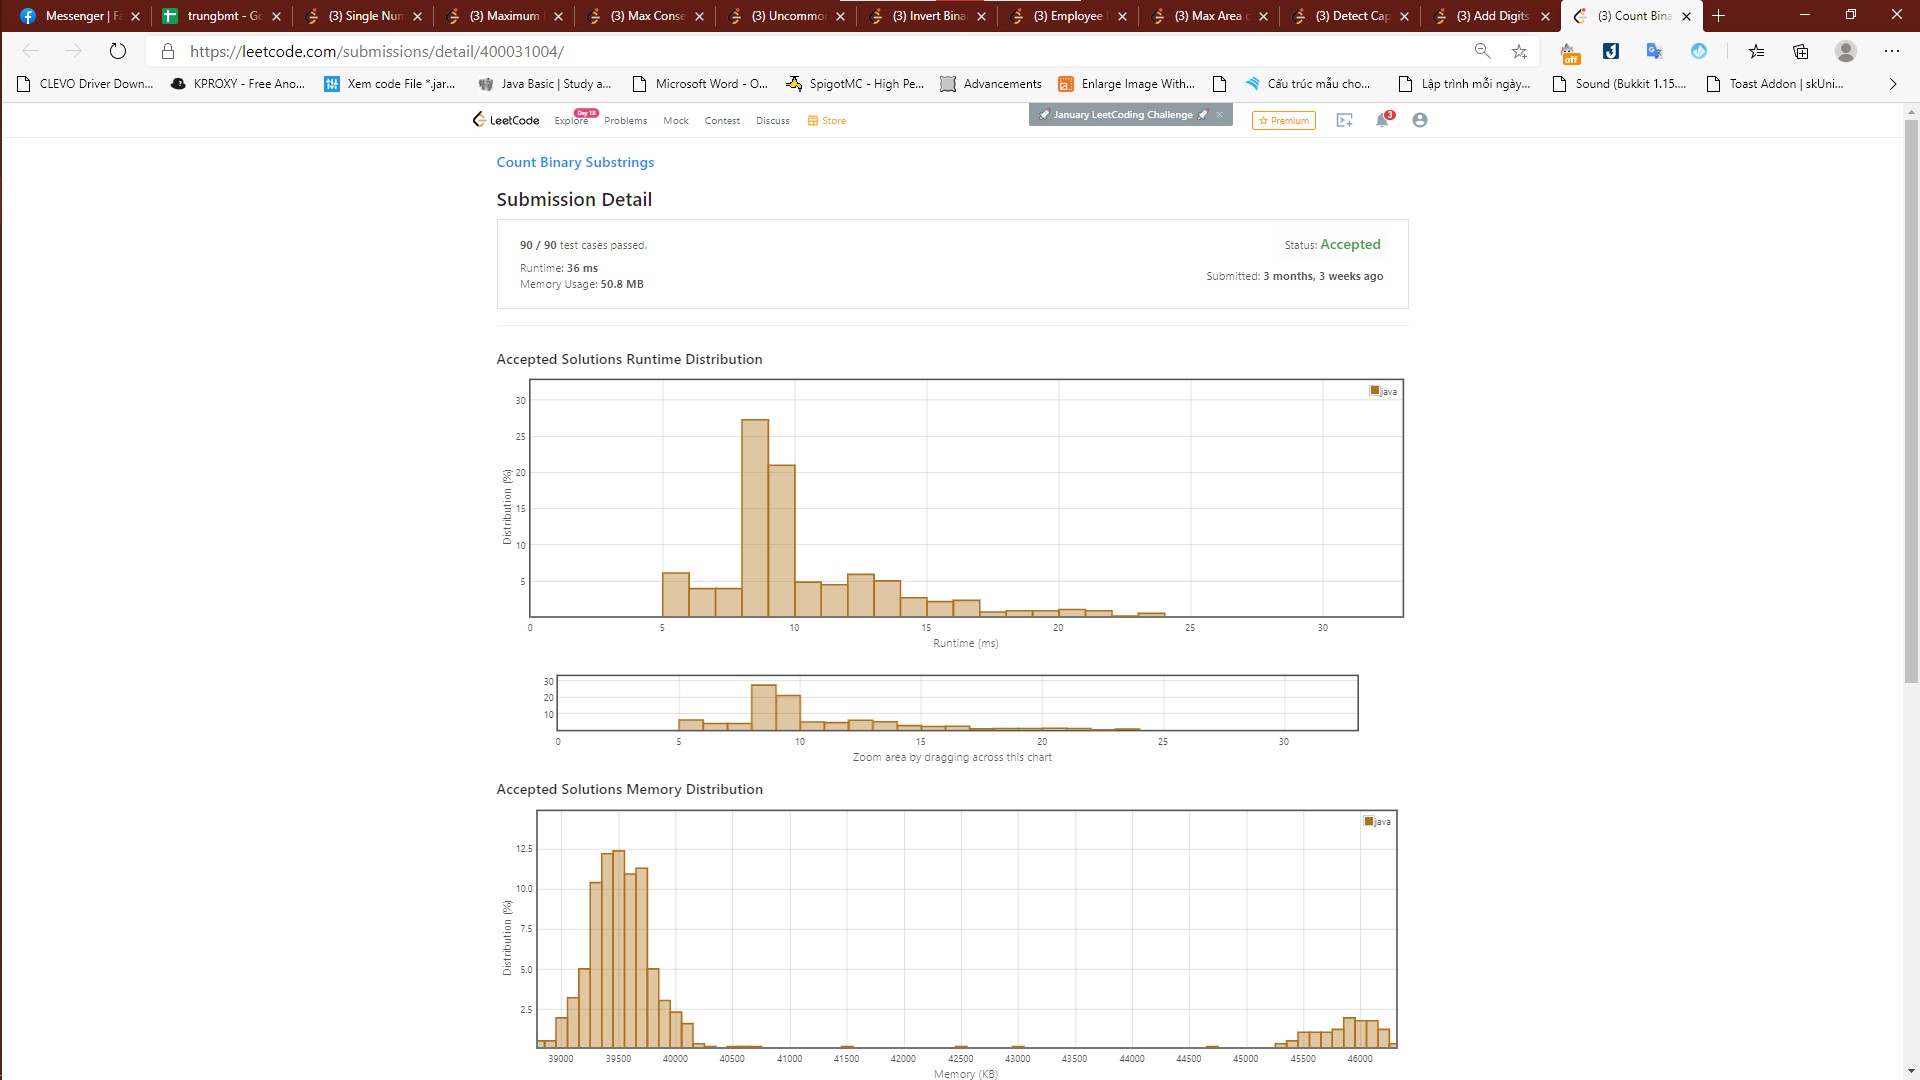 Messenger | F
trungbmt - Go
(3) Single Num
(3) Maximum
(3) Max Conse
(3) Uncommo
(3) Invert Bina
(3) Employee
(3) Max Area o
(3) Detect Cap
(3) Add Digits
(3) Count Bina
https://leetcode.com/submissions/detail/400031004/
off
CLEVO Driver Down...
KPROXY - Free Ano...
Xem code File *.jar...
Java Basic | Study a...
Microsoft Word - O...
SpigotMC - High Pe...
Advancements
Enlarge Image With...
Cấu trúc mẫu cho...
Lập trình mỗi ngày...
Sound (Bukkit 1.15....
Toast Addon | skUni...
LeetCode
Explore
Day 18
Problems
Mock
Contest
Discuss
Store
January LeetCoding Challenge
Premium
3
Count Binary Substrings
Submission Detail
90 / 90 test cases passed.
Status: Accepted
Runtime: 36 ms
Submitted: 3 months, 3 weeks ago
Memory Usage: 50.8 MB
Accepted Solutions Runtime Distribution
java
30
25
20
15
10
5
Distribution (%)
0 5 10 15 20 25 30
Runtime (ms)
30
20
10
0 5 10 15 20 25 30
Zoom area by dragging across this chart
Accepted Solutions Memory Distribution
java
12.5
10.0
7.5
5.0
2.5
Distribution (%)
39000 39500 40000 40500 41000 41500 42000 42500 43000 43500 44000 44500 45000 45500 46000
Memory (KB)